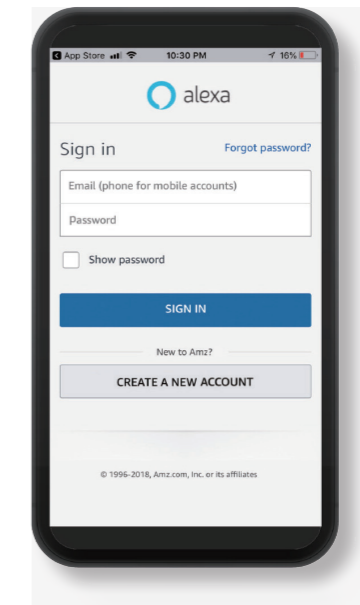 App Store 10:30 PM 16%
alexa
Sign in Forgot password?
Email (phone for mobile accounts)
Password
Show password
SIGN IN
New to Amz?
CREATE A NEW ACCOUNT
© 1996-2018, Amz.com, Inc. or its affiliates